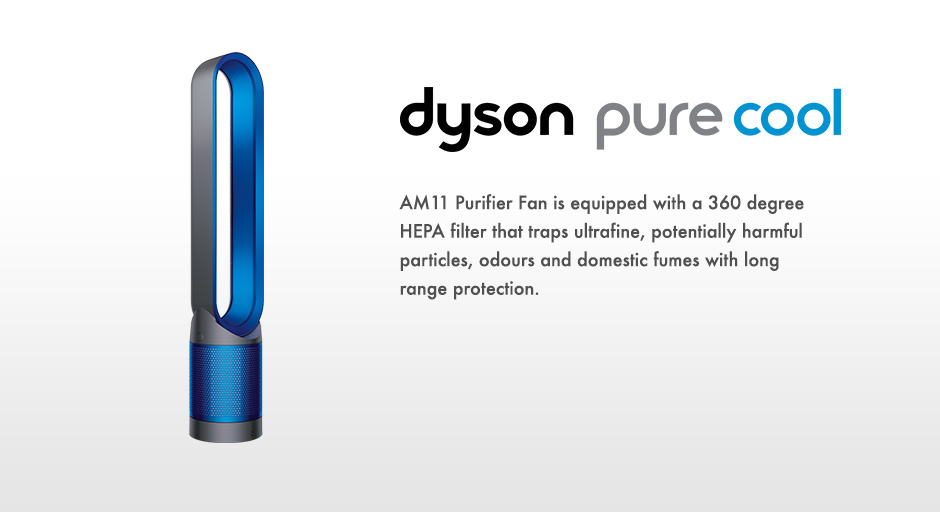 dyson pure cool
AM11 Purifier Fan is equipped with a 360 degree
HEPA filter that traps ultrafine, potentially harmful
particles, odours and domestic fumes with long
range protection.